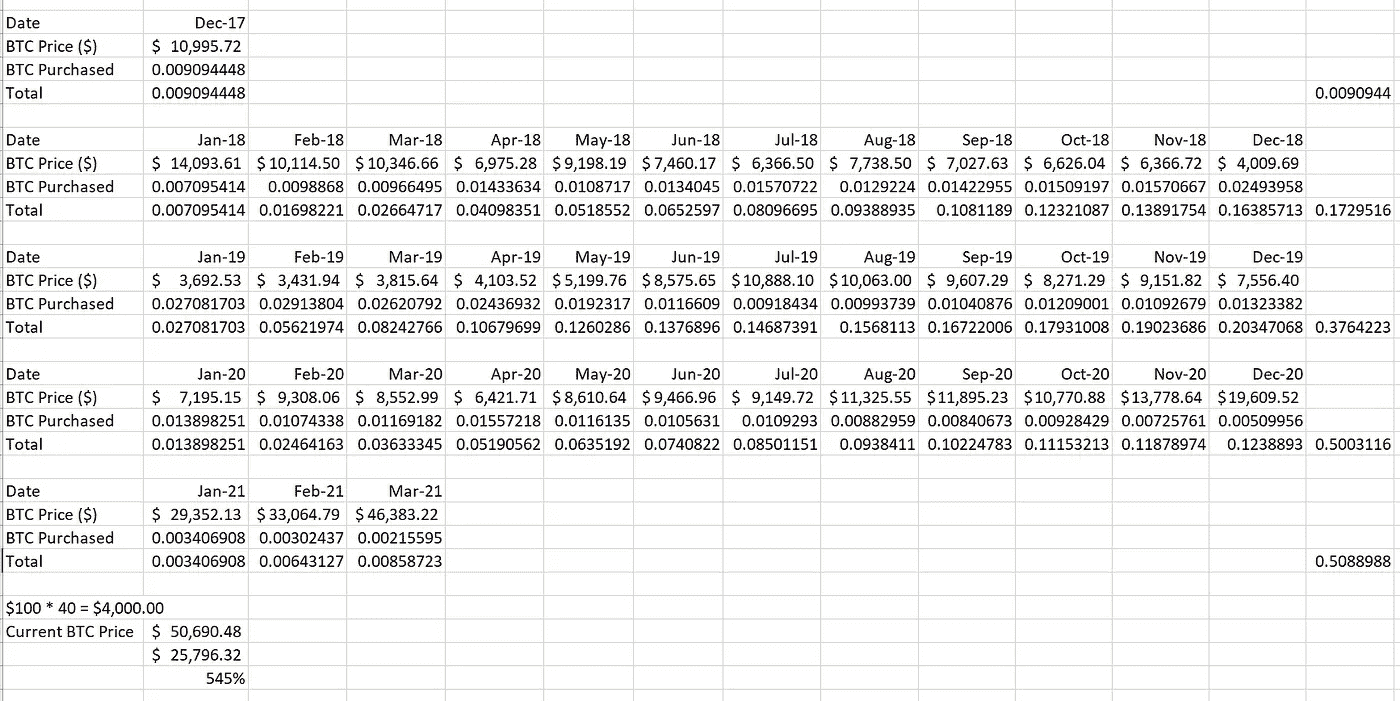 Date Dec-17
BTC Price ($) $ 10,995.72
BTC Purchased 0.009094448
Total 0.009094448 0.0090944
Date Jan-18 Feb-18 Mar-18 Apr-18 May-18 Jun-18 Jul-18 Aug-18 Sep-18 Oct-18 Nov-18 Dec-18
BTC Price ($) $ 14,093.61 $ 10,114.50 $ 10,346.66 $ 6,975.28 $ 9,198.19 $ 7,460.17 $ 6,366.50 $ 7,738.50 $ 7,027.63 $ 6,626.04 $ 6,366.72 $ 4,009.69
BTC Purchased 0.007095414 0.0098868 0.00966495 0.01433634 0.0108717 0.0134045 0.01570722 0.0129224 0.01422955 0.01509197 0.01570667 0.02493958
Total 0.007095414 0.01698221 0.02664717 0.04098351 0.0518552 0.0652597 0.08096695 0.09388935 0.1081189 0.12321087 0.13891754 0.16385713 0.1729516
Date Jan-19 Feb-19 Mar-19 Apr-19 May-19 Jun-19 Jul-19 Aug-19 Sep-19 Oct-19 Nov-19 Dec-19
BTC Price ($) $ 3,692.53 $ 3,431.94 $ 3,815.64 $ 4,103.52 $ 5,199.76 $ 8,575.65 $ 10,888.10 $ 10,063.00 $ 9,607.29 $ 8,271.29 $ 9,151.82 $ 7,556.40
BTC Purchased 0.027081703 0.02913804 0.02620792 0.02436932 0.0192317 0.0116609 0.00918434 0.00993739 0.01040876 0.01209001 0.01092679 0.01323382
Total 0.027081703 0.05621974 0.08242766 0.10679699 0.1260286 0.1376896 0.14687391 0.1568113 0.16722006 0.17931008 0.19023686 0.20347068 0.3764223
Date Jan-20 Feb-20 Mar-20 Apr-20 May-20 Jun-20 Jul-20 Aug-20 Sep-20 Oct-20 Nov-20 Dec-20
BTC Price ($) $ 7,195.15 $ 9,308.06 $ 8,552.99 $ 6,421.71 $ 8,610.64 $ 9,466.96 $ 9,149.72 $ 11,325.55 $ 11,895.23 $ 10,770.88 $ 13,778.64 $ 19,609.52
BTC Purchased 0.013898251 0.01074338 0.01169182 0.01557218 0.0116135 0.0105631 0.0109293 0.00882959 0.00840673 0.00928429 0.00725761 0.00509956
Total 0.013898251 0.02464163 0.03633345 0.05190562 0.0635192 0.0740822 0.08501151 0.0938411 0.10224783 0.11153213 0.11878974 0.1238893 0.5003116
Date Jan-21 Feb-21 Mar-21
BTC Price ($) $ 29,352.13 $ 33,064.79 $ 46,383.22
BTC Purchased 0.003406908 0.00302437 0.00215595
Total 0.003406908 0.00643127 0.00858723 0.5088988
$100 * 40 = $4,000.00
Current BTC Price $ 50,690.48
$ 25,796.32
545%